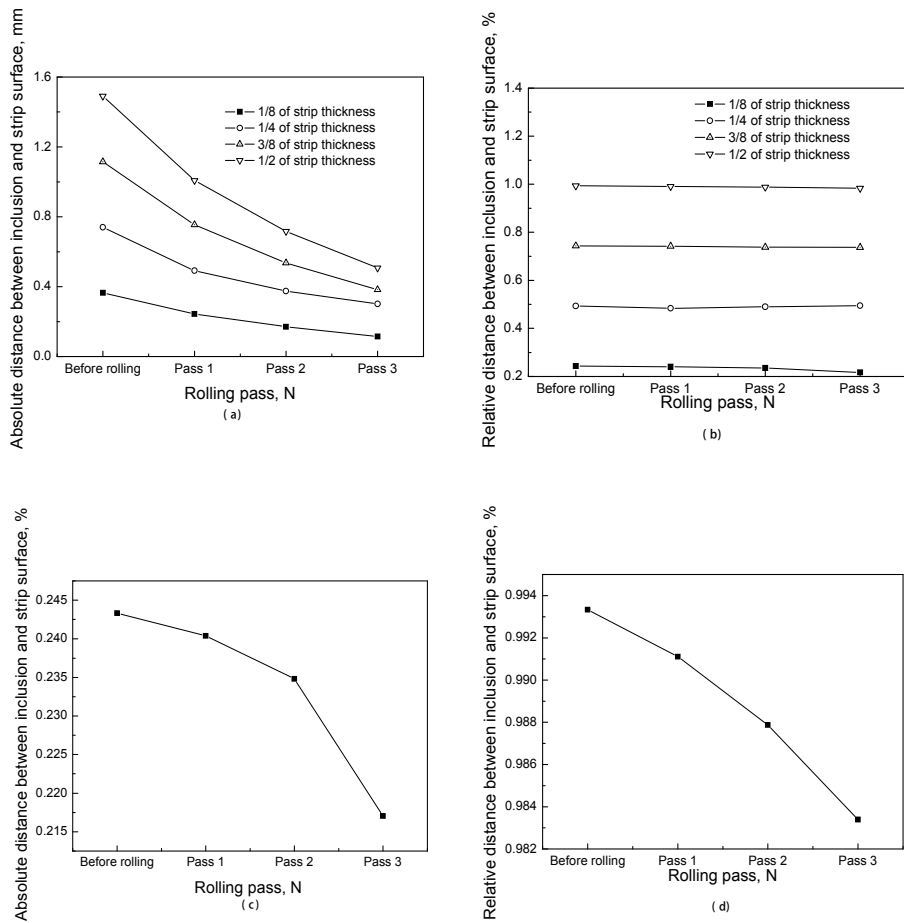 Absolute distance between inclusion and strip surface, mm
1.6
1.2
0.8
0.4
0.0
1/8 of strip thickness
1/4 of strip thickness
3/8 of strip thickness
1/2 of strip thickness
Before rolling Pass 1 Pass 2 Pass 3
Rolling pass, N
( a )
Relative distance between inclusion and strip surface, %
1.4
1.2
1.0
0.8
0.6
0.4
0.2
1/8 of strip thickness
1/4 of strip thickness
3/8 of strip thickness
1/2 of strip thickness
Before rolling Pass 1 Pass 2 Pass 3
Rolling pass, N
( b )
Absolute distance between inclusion and strip surface, %
0.245
0.240
0.235
0.230
0.225
0.220
0.215
Before rolling Pass 1 Pass 2 Pass 3
Rolling pass, N
( c )
Relative distance between inclusion and strip surface, %
0.994
0.992
0.990
0.988
0.986
0.984
0.982
Before rolling Pass 1 Pass 2 Pass 3
Rolling pass, N
( d )